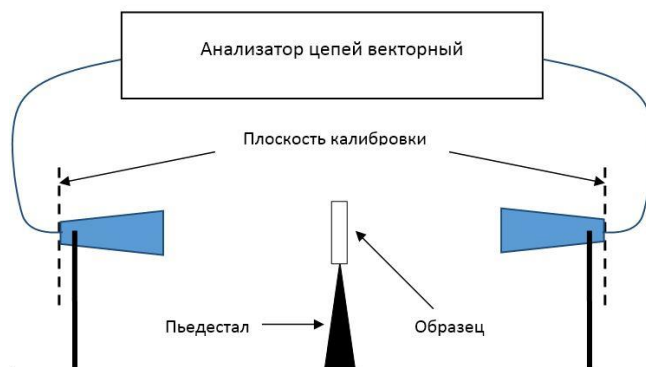 Анализатор цепей векторный
Плоскость калибровки
Пьедестал
Образец